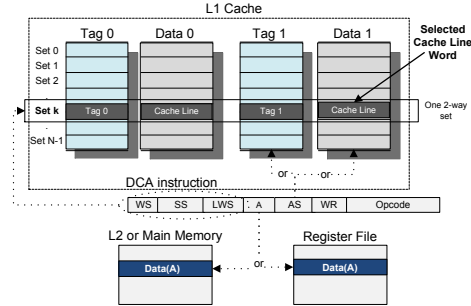 L1 Cache
Tag 0 Data 0 Tag 1 Data 1
Selected
Cache Line
Word
Set 0
Set 1
Set 2
Set k Tag 0 Cache Line Tag 1 Cache Line
One 2-way
set
Set N-1
or
or
DCA instruction
WS SS LWS A AS WR Opcode
L2 or Main Memory Register File
Data(A) or Data(A)